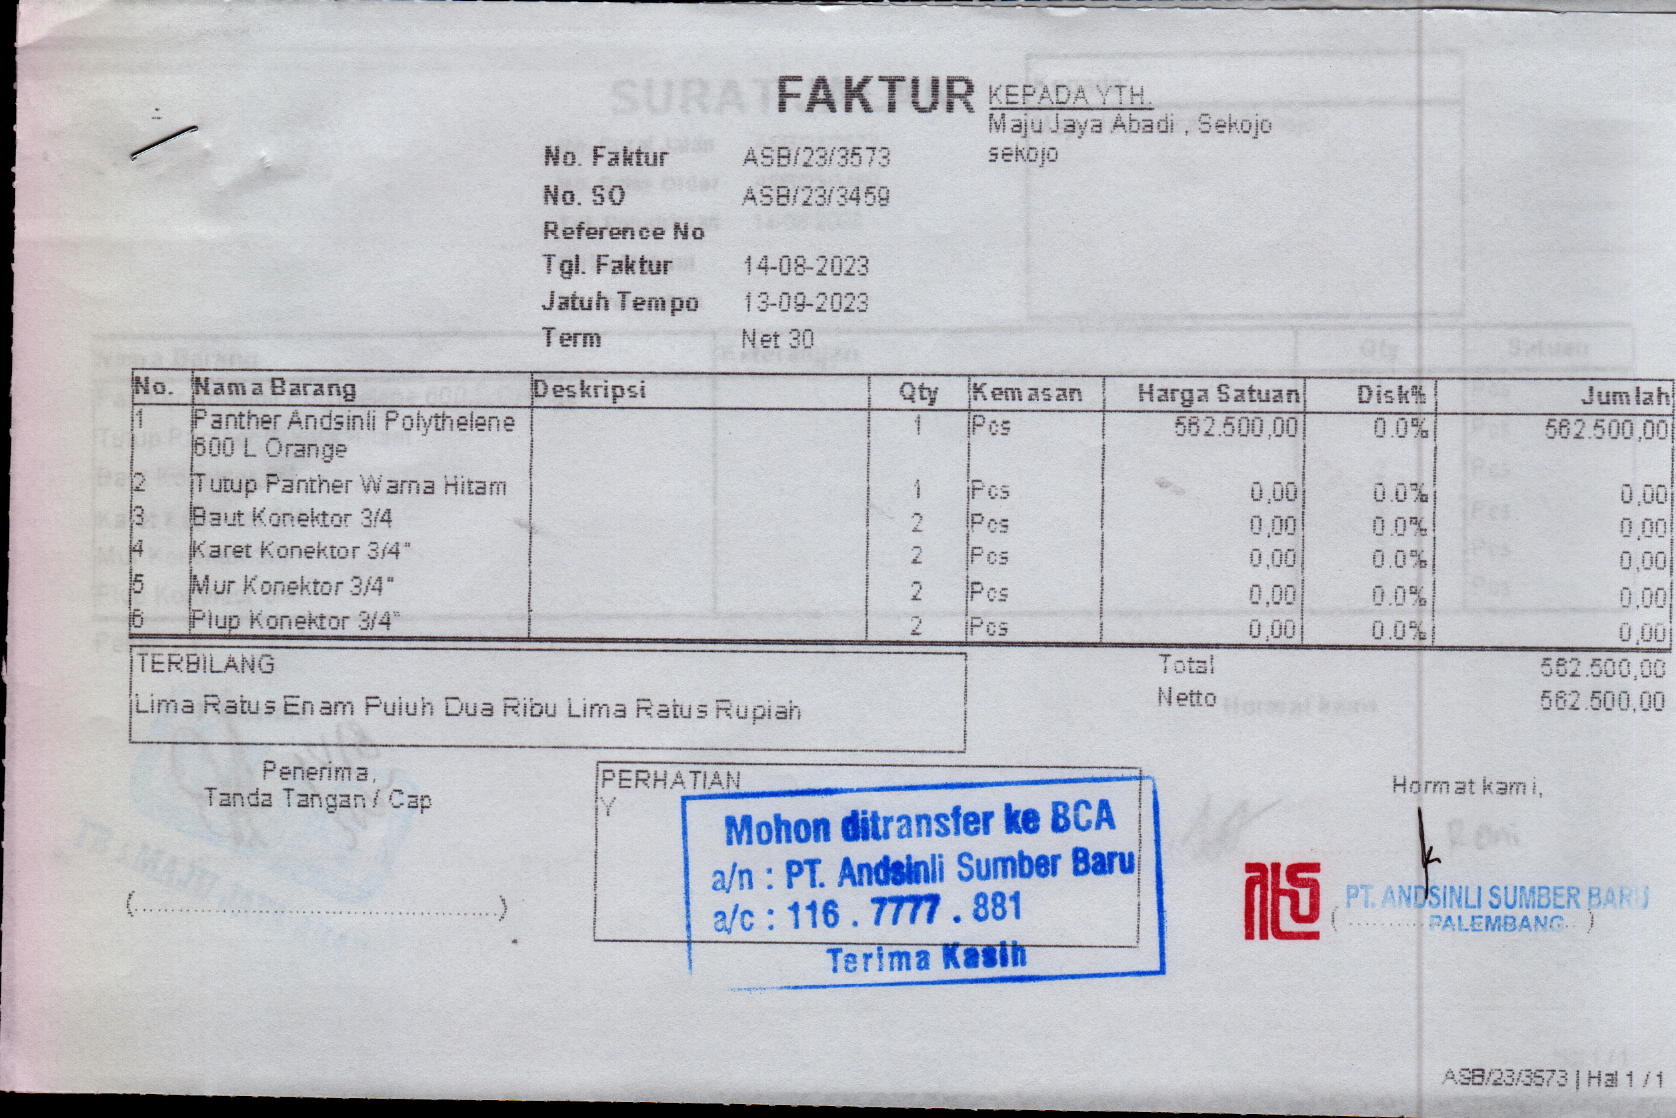 FAKTUR
KEPADA YTH.
Maju Jaya Abadi , Sekojo
sekojo
No. Faktur ASB/23/3573
No. SO ASB/23/3459
Reference No
Tgl. Faktur 14-08-2023
Jatuh Tempo 13-09-2023
Term Net 30
No. Nama Barang Deskripsi Qty Kemasan Harga Satuan Disk% Jumlah
1 Panther Andsinli Polythelene 1 Pcs 562.500,00 0.0% 562.500,00
600 L Orange
2 Tutup Panther Warna Hitam 1 Pcs 0,00 0.0% 0,00
3 Baut Konektor 3/4 2 Pcs 0,00 0.0% 0,00
4 Karet Konektor 3/4" 2 Pcs 0,00 0.0% 0,00
5 Mur Konektor 3/4" 2 Pcs 0,00 0.0% 0,00
6 Plup Konektor 3/4" 2 Pcs 0,00 0.0% 0,00
TERBILANG
Lima Ratus Enam Puluh Dua Ribu Lima Ratus Rupiah
Total 562.500,00
Netto 562.500,00
Penerima,
Tanda Tangan / Cap
(........................................)
PERHATIAN
Y
Mohon ditransfer ke BCA
a/n : PT. Andsinli Sumber Baru
a/c : 116 . 7777 . 881
Terima Kasih
Hormat kami,
Roni
PT. ANDSINLI SUMBER BARU
PALEMBANG
ASB/23/3573 | Hal 1 / 1